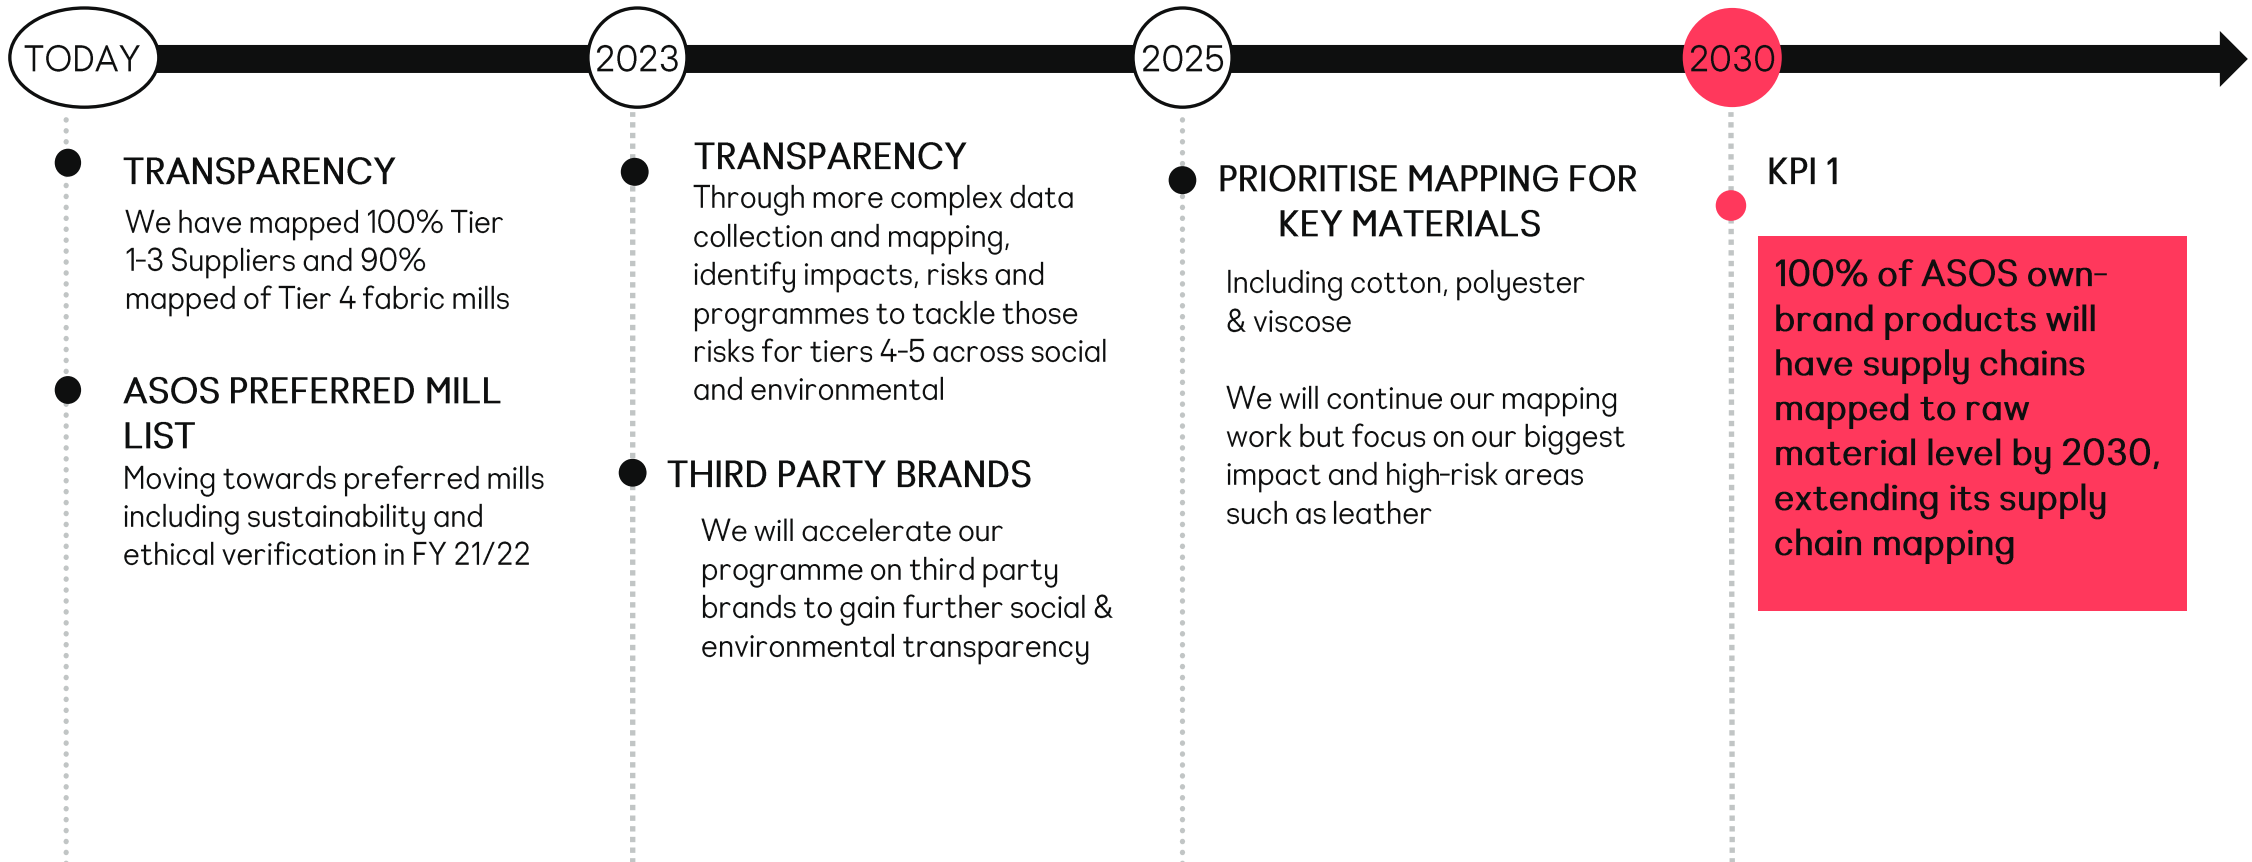 TODAY
2023
2025
2030
TRANSPARENCY
We have mapped 100% Tier
1-3 Suppliers and 90%
mapped of Tier 4 fabric mills
ASOS PREFERRED MILL
LIST
Moving towards preferred mills
including sustainability and
ethical verification in FY 21/22
TRANSPARENCY
Through more complex data
collection and mapping,
identify impacts, risks and
programmes to tackle those
risks for tiers 4-5 across social
and environmental
THIRD PARTY BRANDS
We will accelerate our
programme on third party
brands to gain further social &
environmental transparency
PRIORITISE MAPPING FOR
KEY MATERIALS
Including cotton, polyester
& viscose
We will continue our mapping
work but focus on our biggest
impact and high-risk areas
such as leather
KPI 1
100% of ASOS own-
brand products will
have supply chains
mapped to raw
material level by 2030,
extending its supply
chain mapping